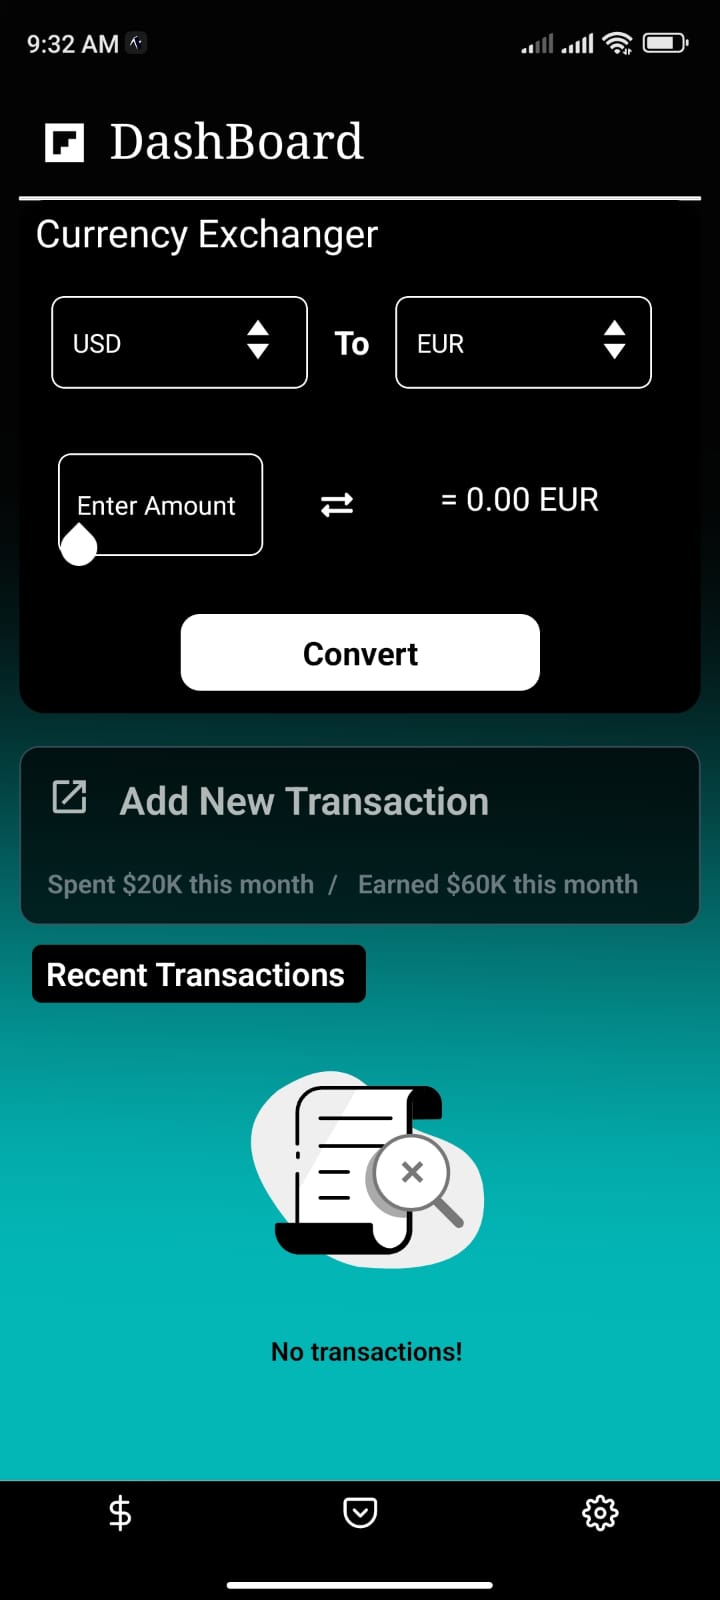 9:32 AM
DashBoard
Currency Exchanger
USD To EUR
Enter Amount = 0.00 EUR
Convert
Add New Transaction
Spent $20K this month / Earned $60K this month
Recent Transactions
No transactions!